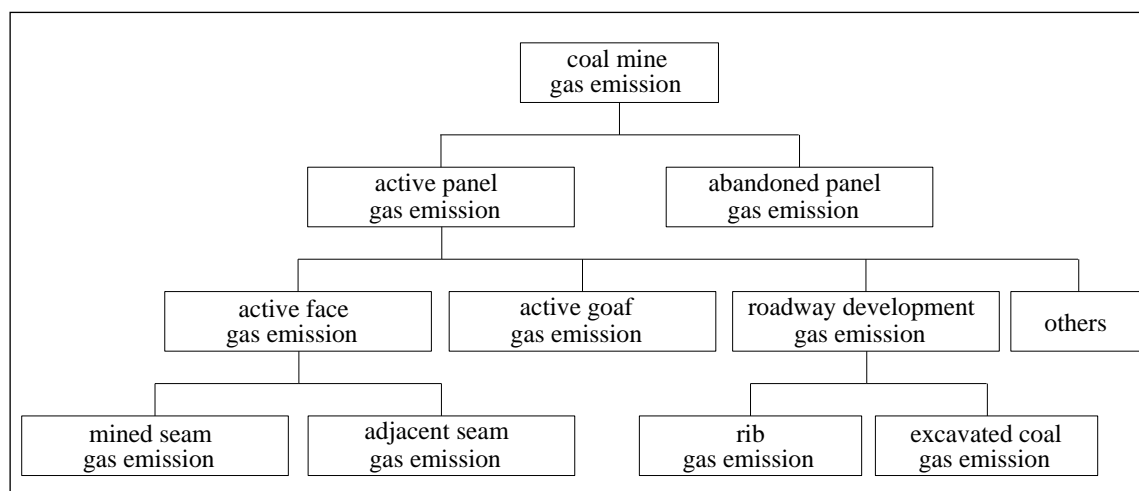 coal mine
gas emission
active panel
gas emission
abandoned panel
gas emission
active face
gas emission
active goaf
gas emission
roadway development
gas emission
others
mined seam
gas emission
adjacent seam
gas emission
rib
gas emission
excavated coal
gas emission